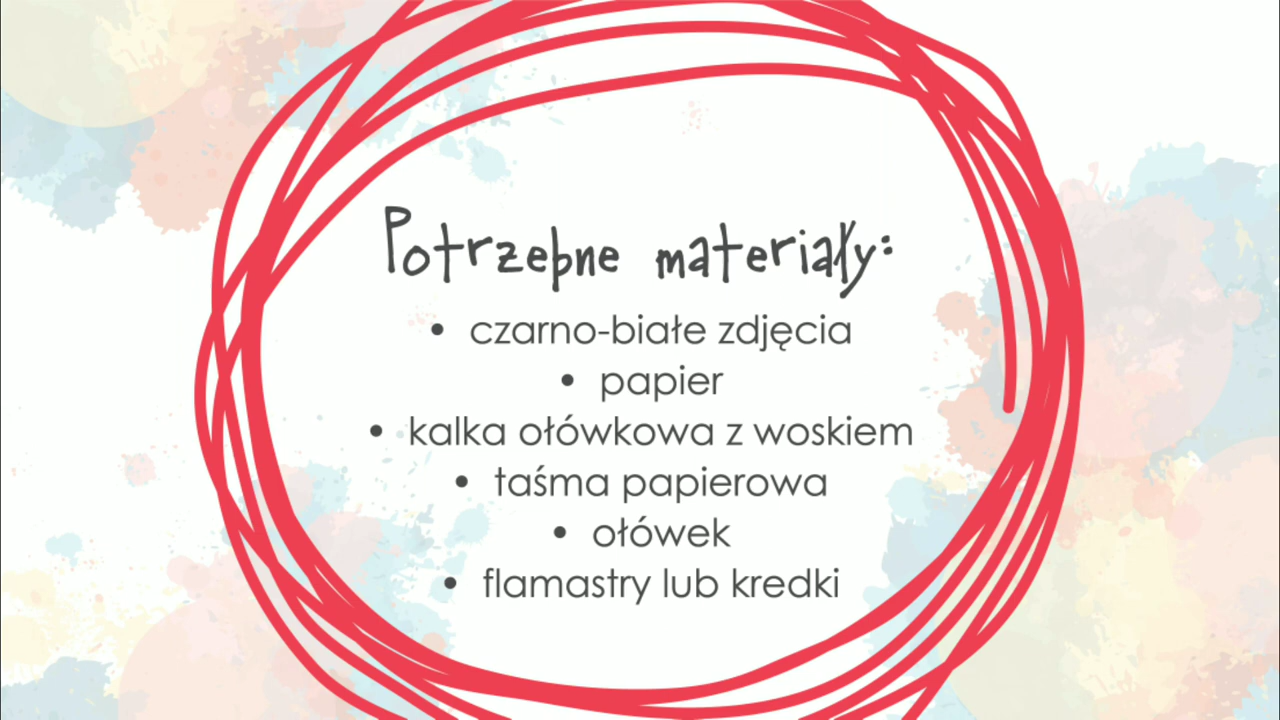 Potrzebne materiały:
• czarno-białe zdjęcia
• papier
• kalka ołówkowa z woskiem
• taśma papierowa
• ołówek
• flamastry lub kredki